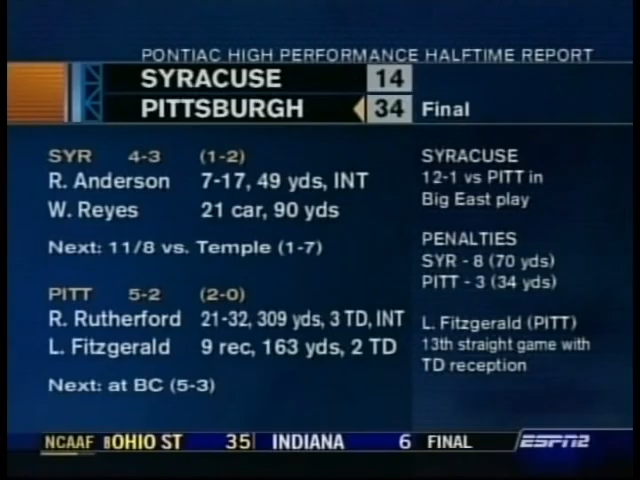 PONTIAC HIGH PERFORMANCE HALFTIME REPORT
SYRACUSE 14
PITTSBURGH 34 Final
SYR 4-3 (1-2)
R. Anderson 7-17, 49 yds, INT
W. Reyes 21 car, 90 yds
Next: 11/8 vs. Temple (1-7)
PITT 5-2 (2-0)
R. Rutherford 21-32, 309 yds, 3 TD, INT
L. Fitzgerald 9 rec, 163 yds, 2 TD
Next: at BC (5-3)
SYRACUSE
12-1 vs PITT in
Big East play
PENALTIES
SYR - 8 (70 yds)
PITT - 3 (34 yds)
L. Fitzgerald (PITT)
13th straight game with
TD reception
NCAAF 8 OHIO ST 35 INDIANA 6 FINAL ESPN2